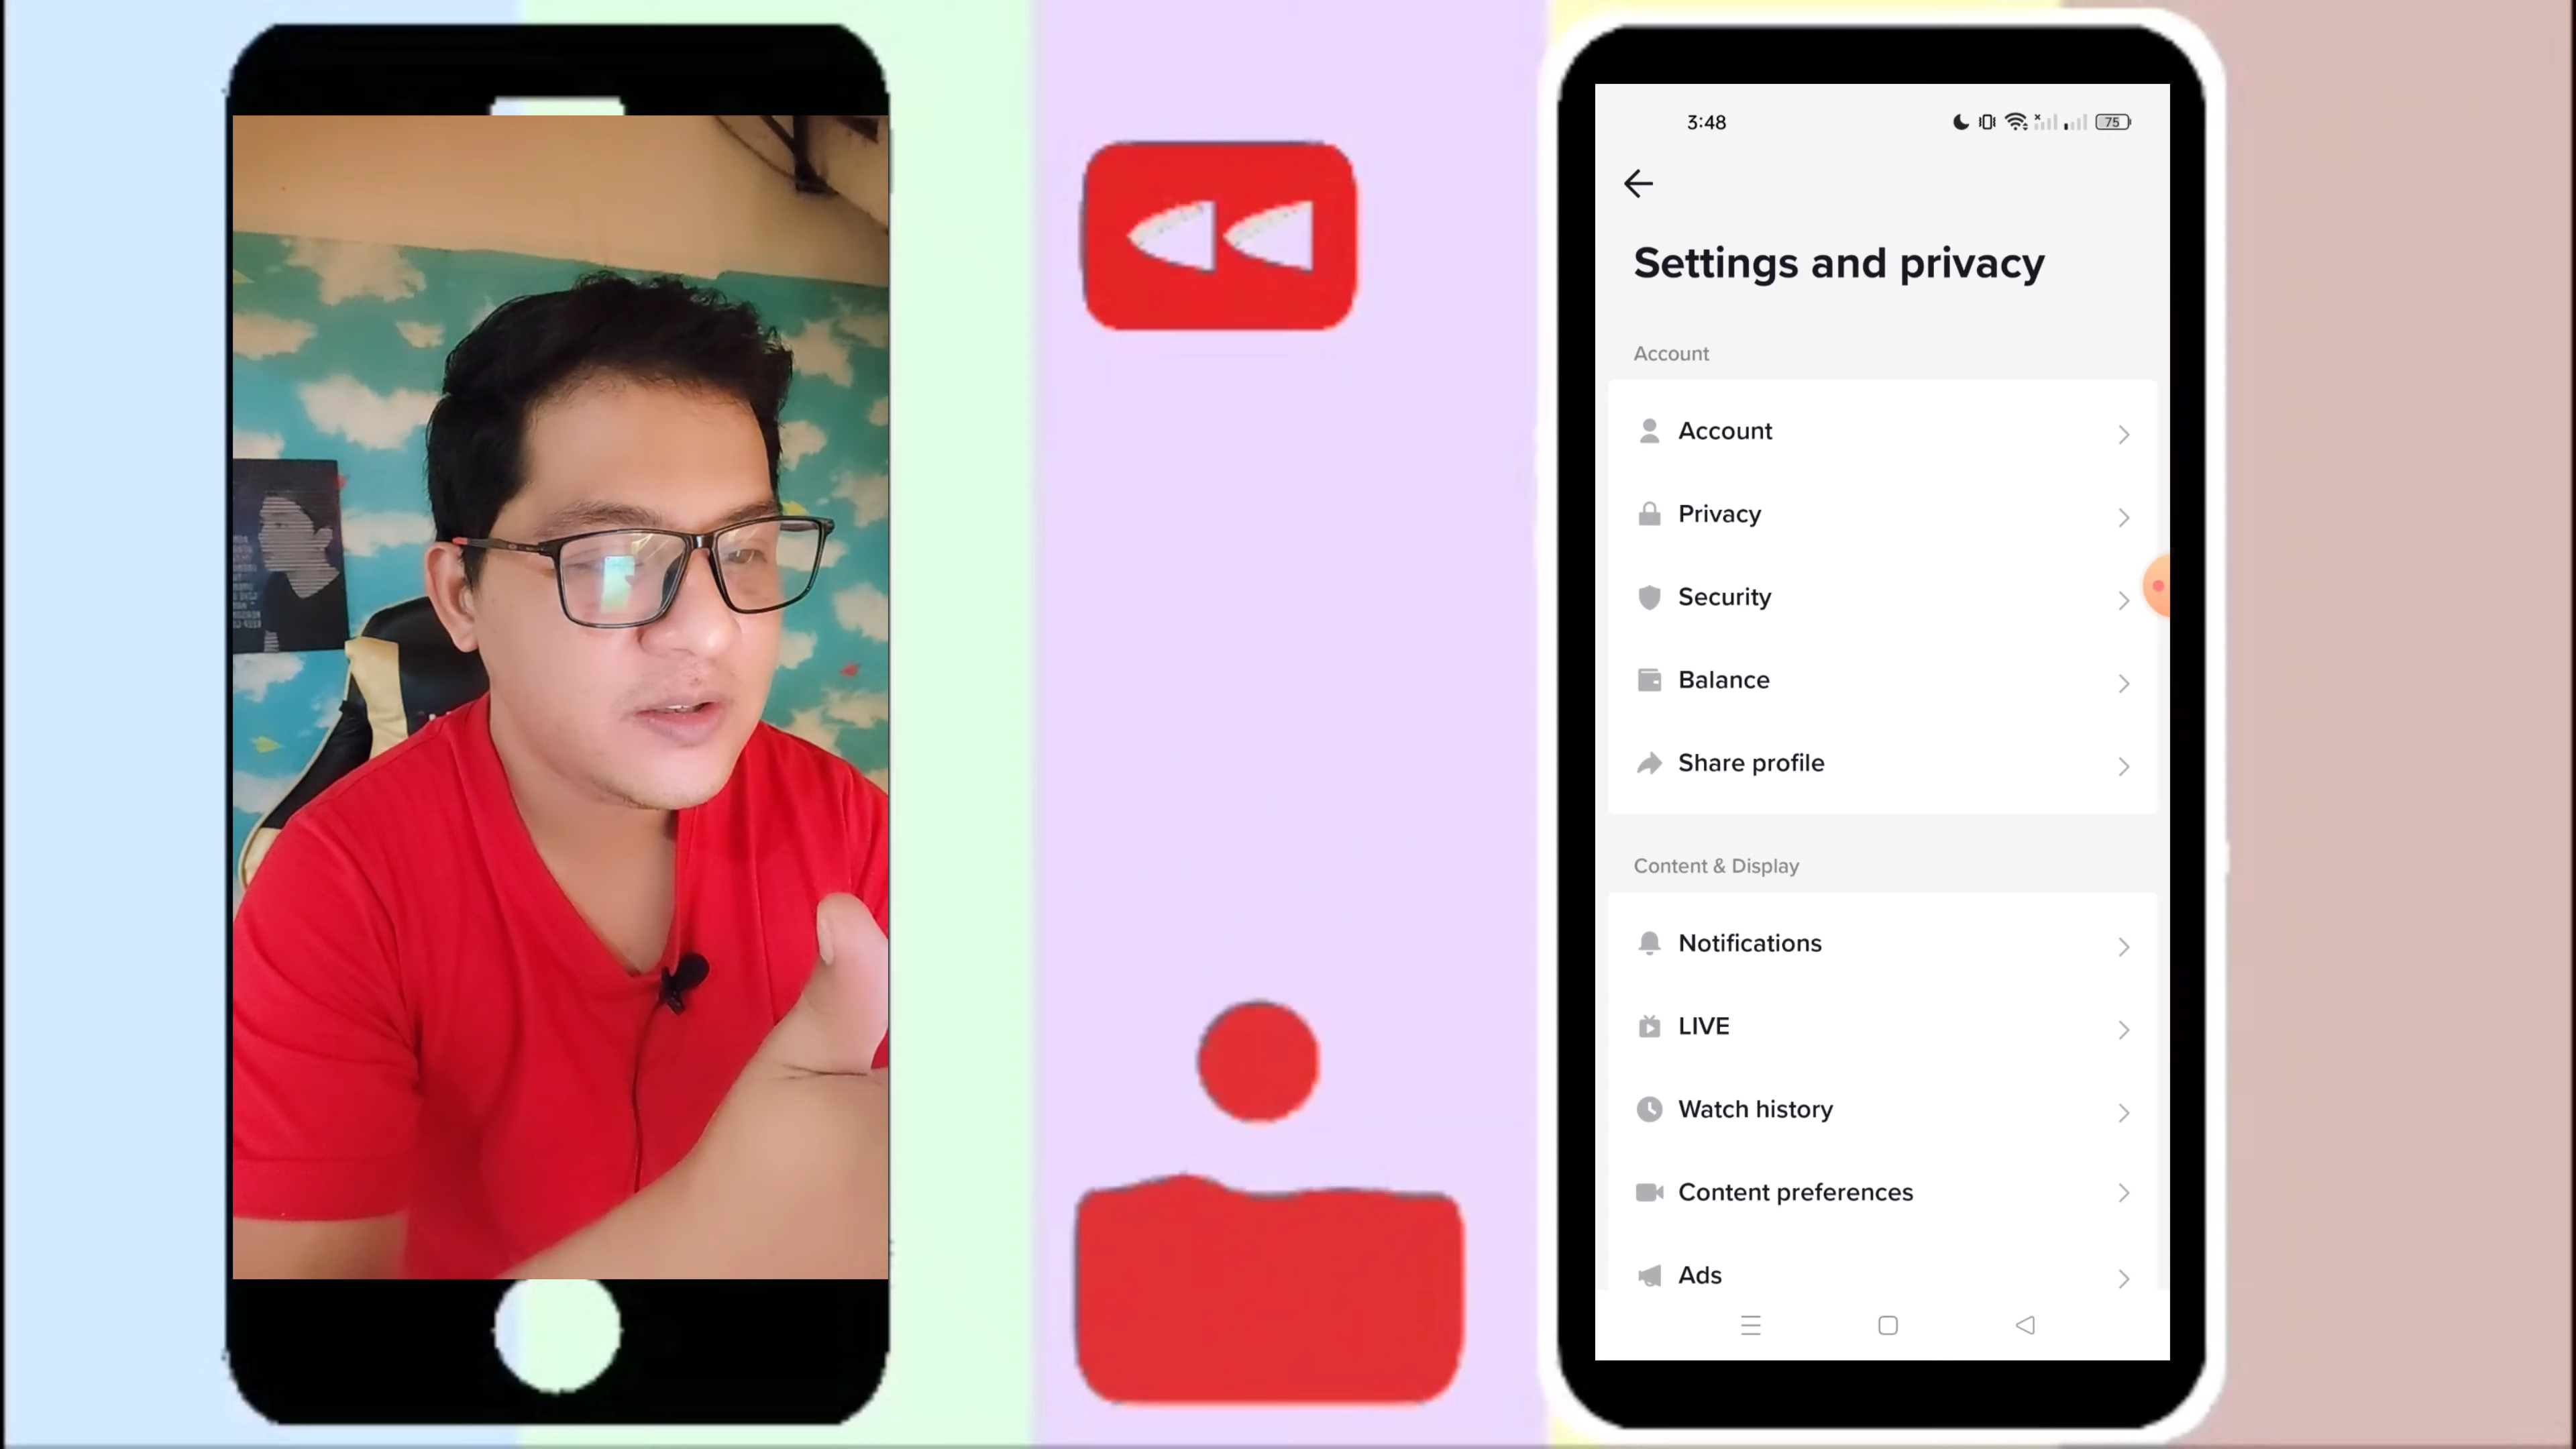 3:48
75
Settings and privacy
Account
Account
Privacy
Security
Balance
Share profile
Content & Display
Notifications
LIVE
Watch history
Content preferences
Ads